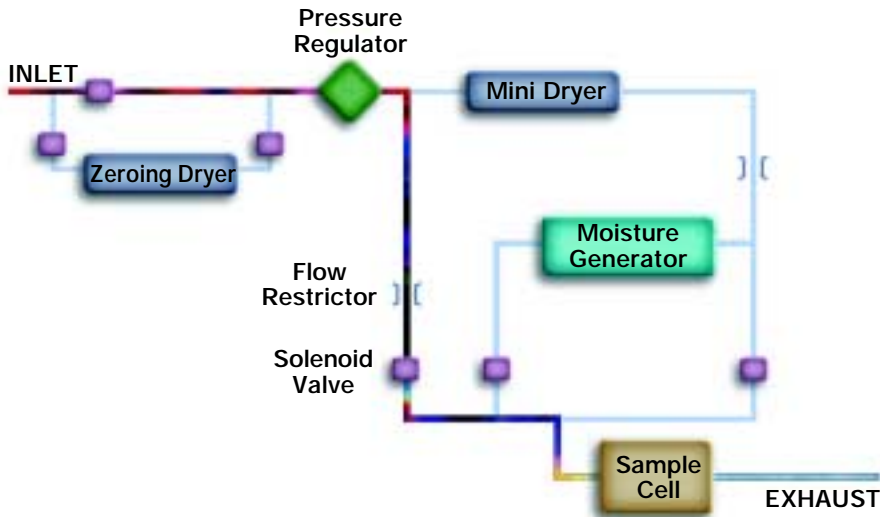 Pressure
Regulator
INLET
Mini Dryer
Zeroing Dryer
Moisture
Generator
Flow
Restrictor
Solenoid
Valve
Sample
Cell
EXHAUST